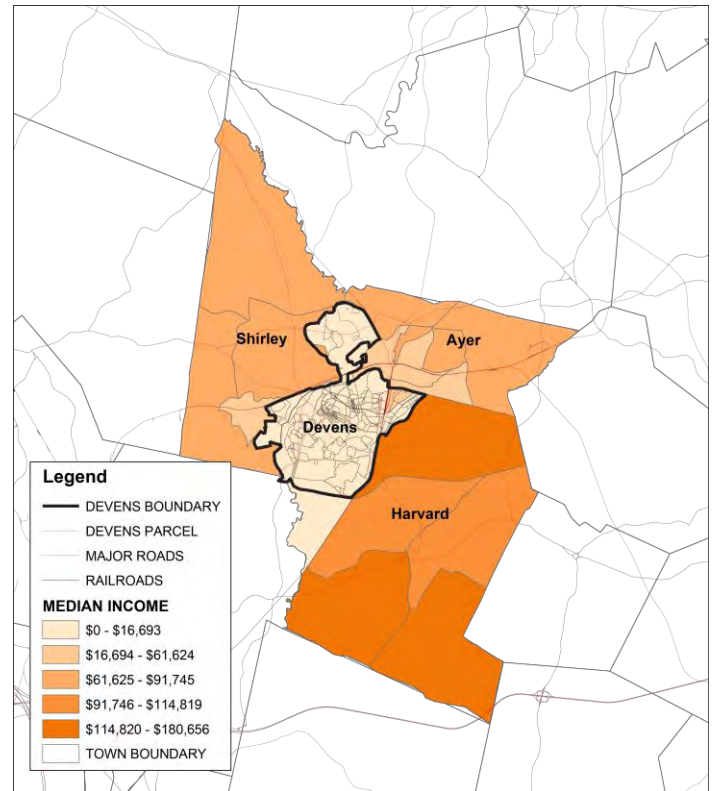 Shirley
Ayer
Devens
Harvard
Legend
DEVENS BOUNDARY
DEVENS PARCEL
MAJOR ROADS
RAILROADS
MEDIAN INCOME
$0 - $16,693
$16,694 - $61,624
$61,625 - $91,745
$91,746 - $114,819
$114,820 - $180,656
TOWN BOUNDARY